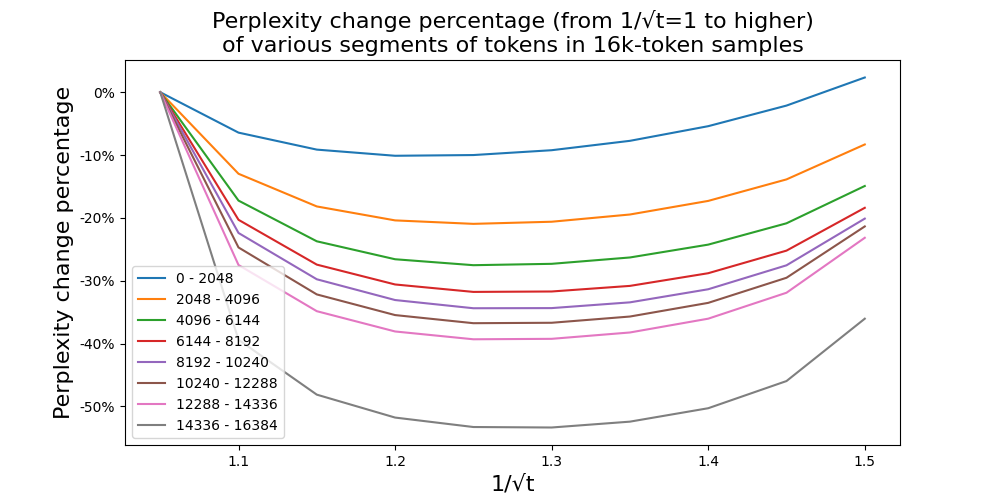 Perplexity change percentage (from 1/√t=1 to higher)
of various segments of tokens in 16k-token samples
Perplexity change percentage
0%
-10%
-20%
-30%
-40%
-50%
0 - 2048
2048 - 4096
4096 - 6144
6144 - 8192
8192 - 10240
10240 - 12288
12288 - 14336
14336 - 16384
1.1
1.2
1.3
1.4
1.5
1/√t